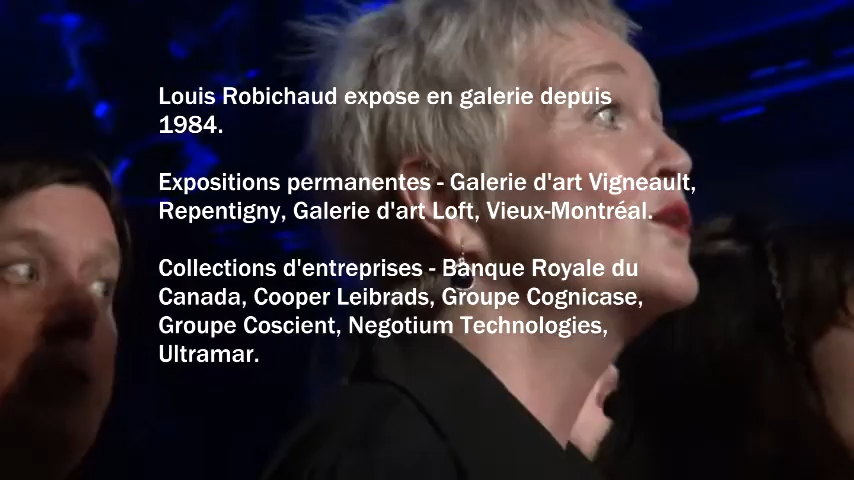 Louis Robichaud expose en galerie depuis
1984.
Expositions permanentes - Galerie d'art Vigneault,
Repentigny, Galerie d'art Loft, Vieux-Montréal.
Collections d'entreprises - Banque Royale du
Canada, Cooper Leibrads, Groupe Cognicase,
Groupe Coscient, Negotium Technologies,
Ultramar.